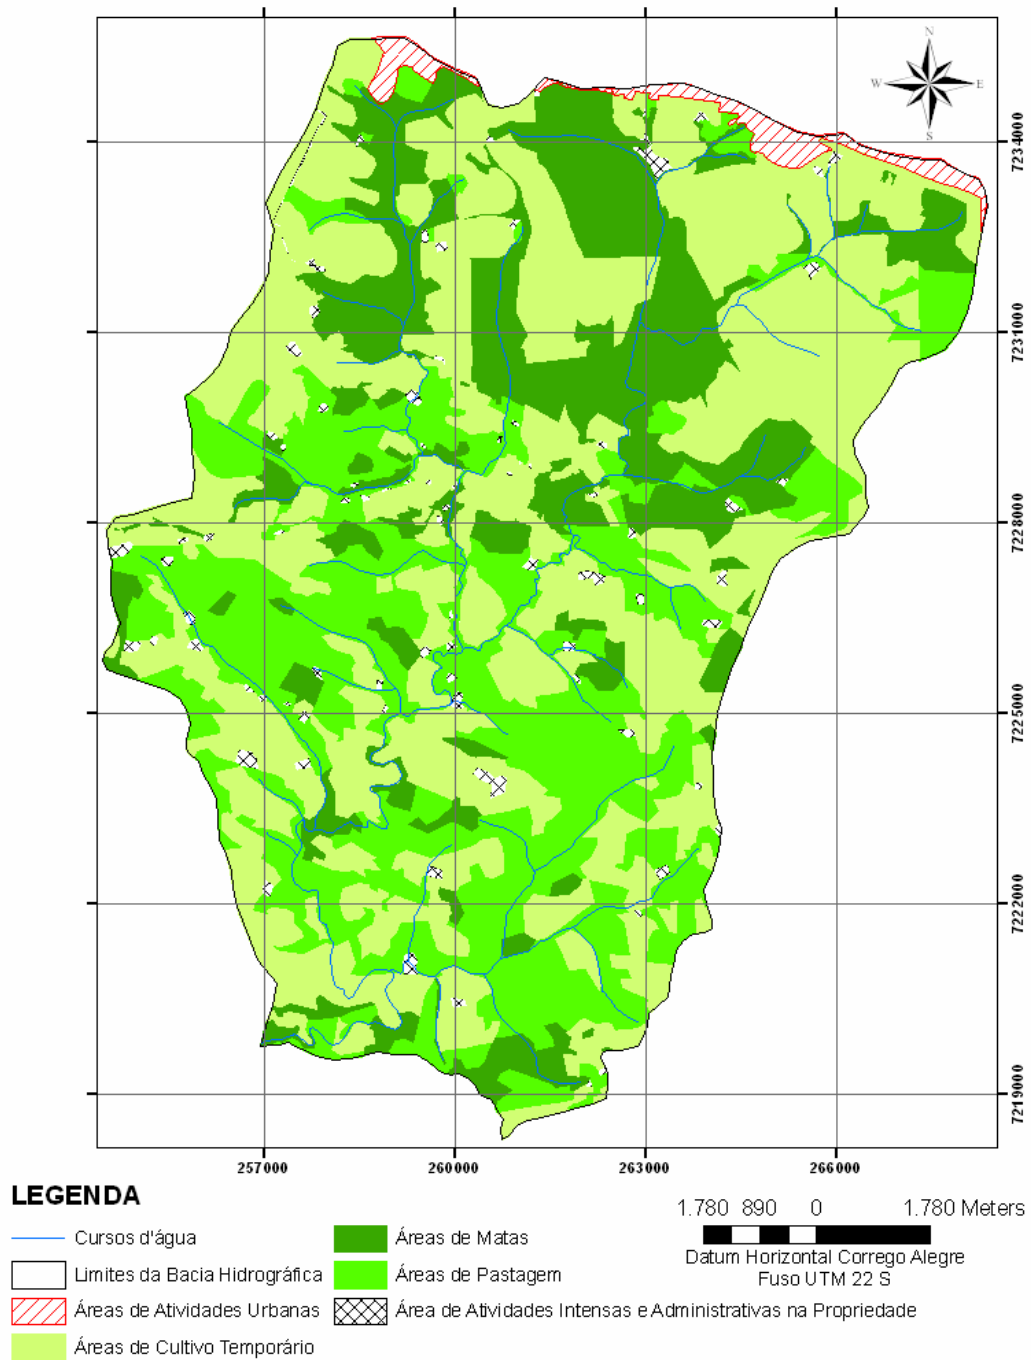 N
W E
S
7234000
7231000
7228000
7225000
7222000
7219000
257000 260000 263000 266000
LEGENDA
Cursos d'água
Limites da Bacia Hidrográfica
Áreas de Atividades Urbanas
Áreas de Cultivo Temporário
Áreas de Matas
Áreas de Pastagem
Área de Atividades Intensas e Administrativas na Propriedade
1.780 890 0 1.780 Meters
Datum Horizontal Corrego Alegre
Fuso UTM 22 S